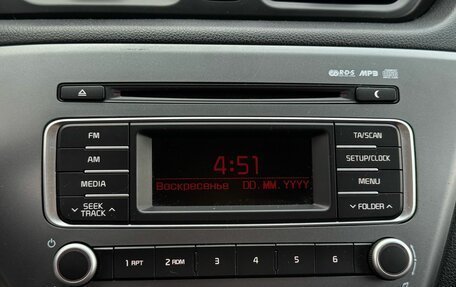 RDS MP3
FM
AM
MEDIA
SEEK
TRACK
4:51
Воскресенье DD.MM.YYYY
TA/SCAN
SETUP/CLOCK
MENU
FOLDER
1 RPT 2 RDM 3 4 5 6